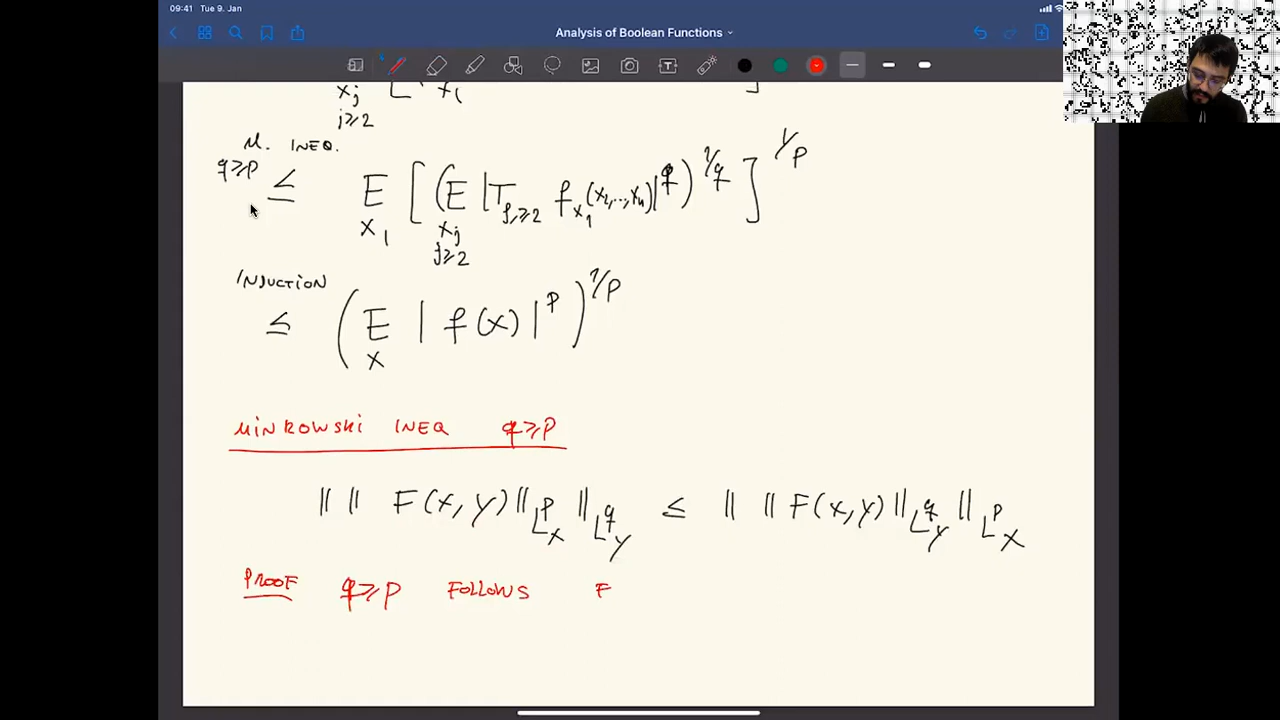 09:41 Tue 9. Jan
Analysis of Boolean Functions
x_j [ x_1 ]
j≥2
M. INEQ.
q≥p ≤ E_{x_1} [ ( E_{x_j, j≥2} | T_{ρ,≥2} f_{x_1}(x_2,...,x_n)|^q )^{p/q} ]^{1/p}
INDUCTION
≤ ( E_x | f(x) |^p )^{1/p}
MINKOWSKI INEQ q≥p
‖ ‖ F(x,y)‖_{L^p_x} ‖_{L^q_y} ≤ ‖ ‖ F(x,y)‖_{L^q_y} ‖_{L^p_x}
PROOF q≥p FOLLOWS F